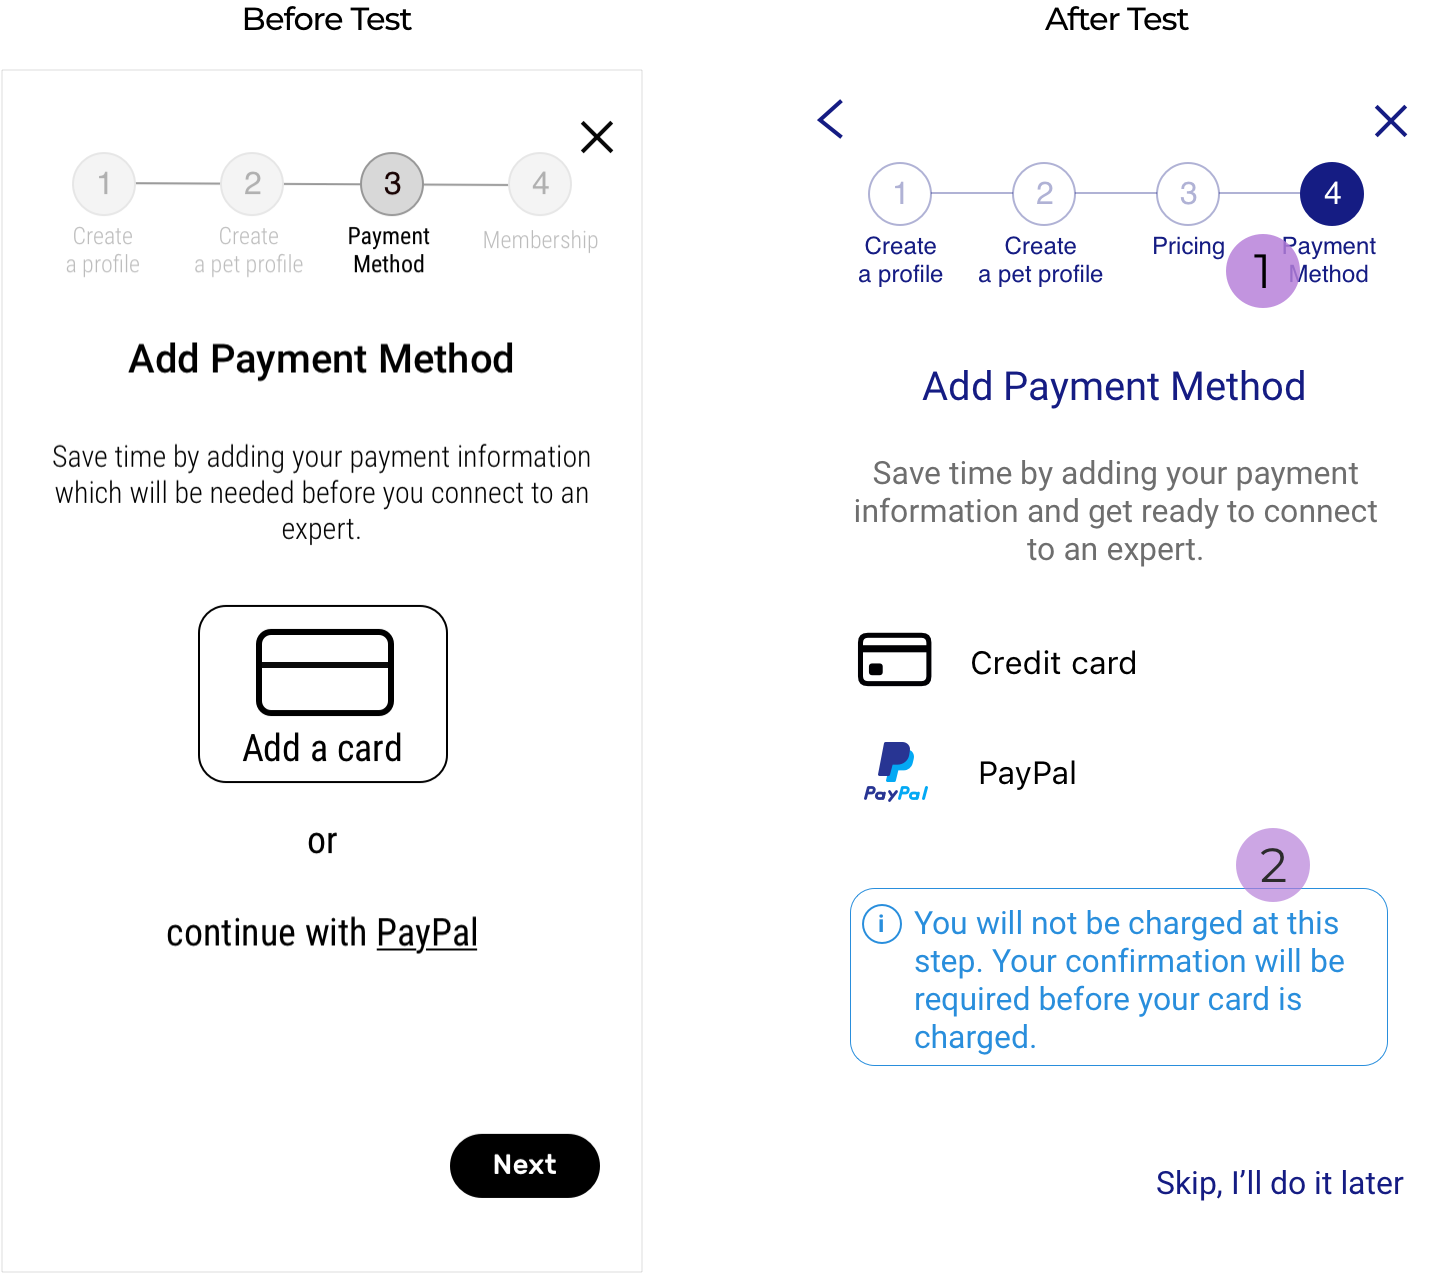 Before Test
1
2
3
4
Create
a profile
Create
a pet profile
Payment
Method
Membership
Add Payment Method
Save time by adding your payment information
which will be needed before you connect to an
expert.
Add a card
or
continue with PayPal
Next
After Test
1
2
3
4
Create
a profile
Create
a pet profile
Pricing
Payment
Method
1
Add Payment Method
Save time by adding your payment
information and get ready to connect
to an expert.
Credit card
PayPal
PayPal
2
i
You will not be charged at this
step. Your confirmation will be
required before your card is
charged.
Skip, I’ll do it later